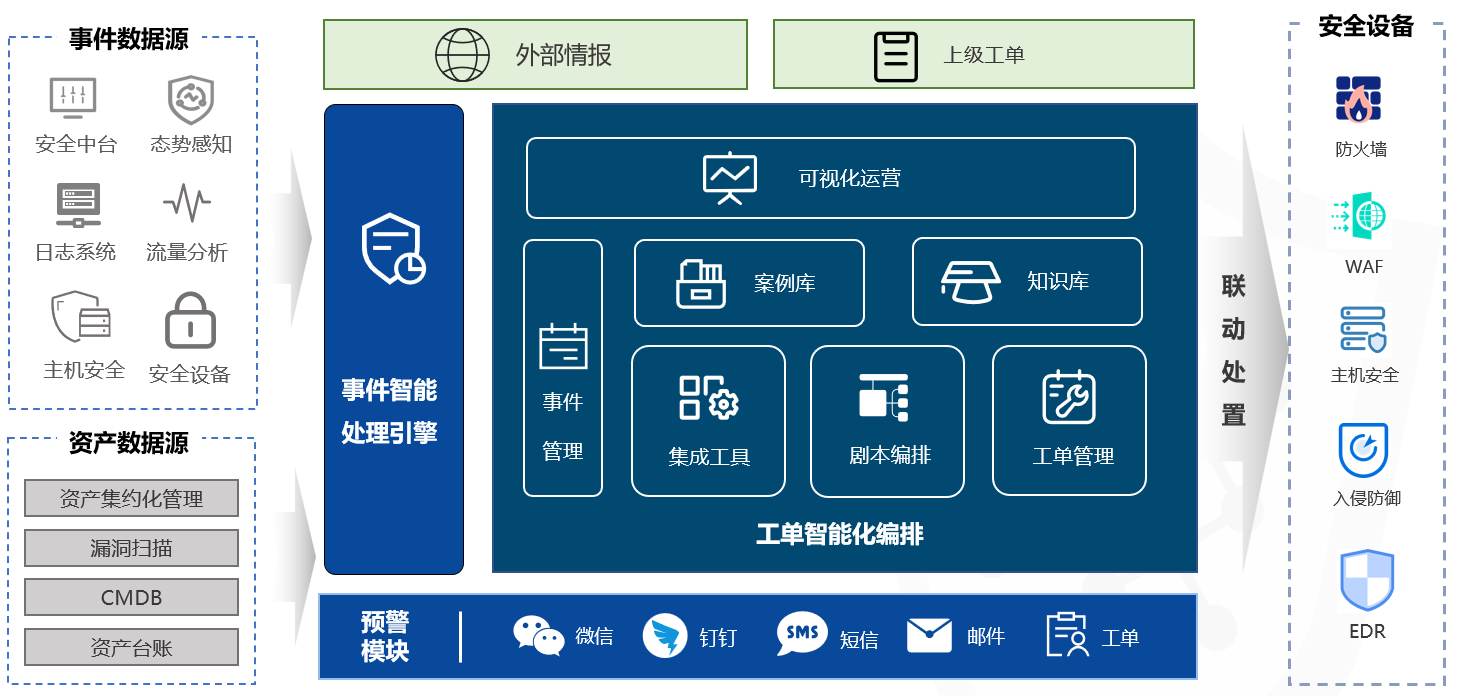 事件数据源
安全中台
态势感知
日志系统
流量分析
主机安全
安全设备
资产数据源
资产集约化管理
漏洞扫描
CMDB
资产台账
外部情报
上级工单
事件智能
处理引擎
可视化运营
事件
管理
案例库
知识库
集成工具
剧本编排
工单管理
工单智能化编排
预警
模块
微信
钉钉
SMS
短信
邮件
工单
联
动
处
置
安全设备
防火墙
WAF
主机安全
入侵防御
EDR